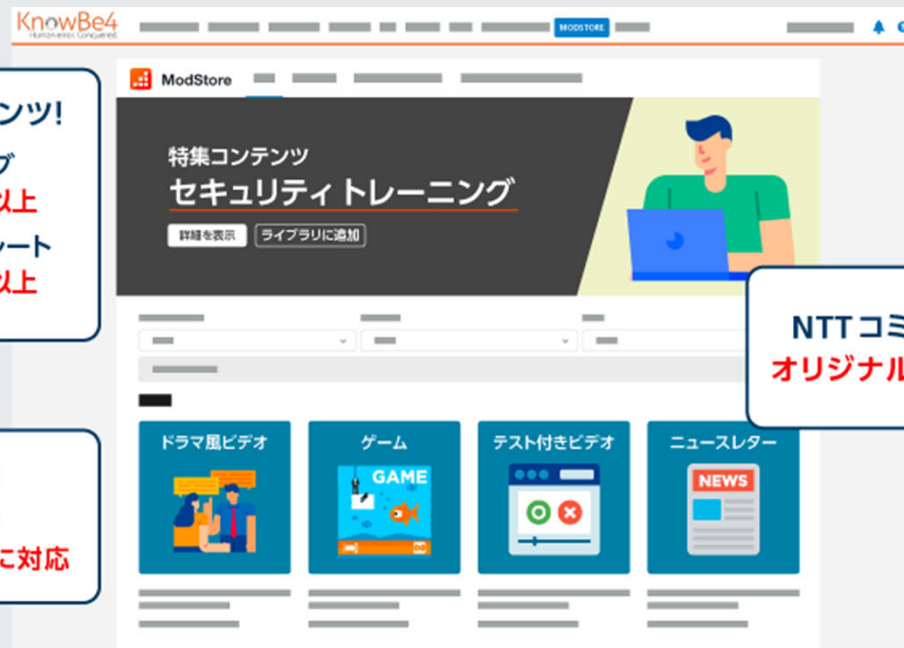 KnowBe4
Human error. Conquered.
MODSTORE
ModStore
ンツ!
グ
以上
レート
以上
特集コンテンツ
セキュリティトレーニング
詳細を表示
ライブラリに追加
NTTコミ
オリジナル
に対応
ドラマ風ビデオ
ゲーム
GAME
テスト付きビデオ
ニュースレター
NEWS